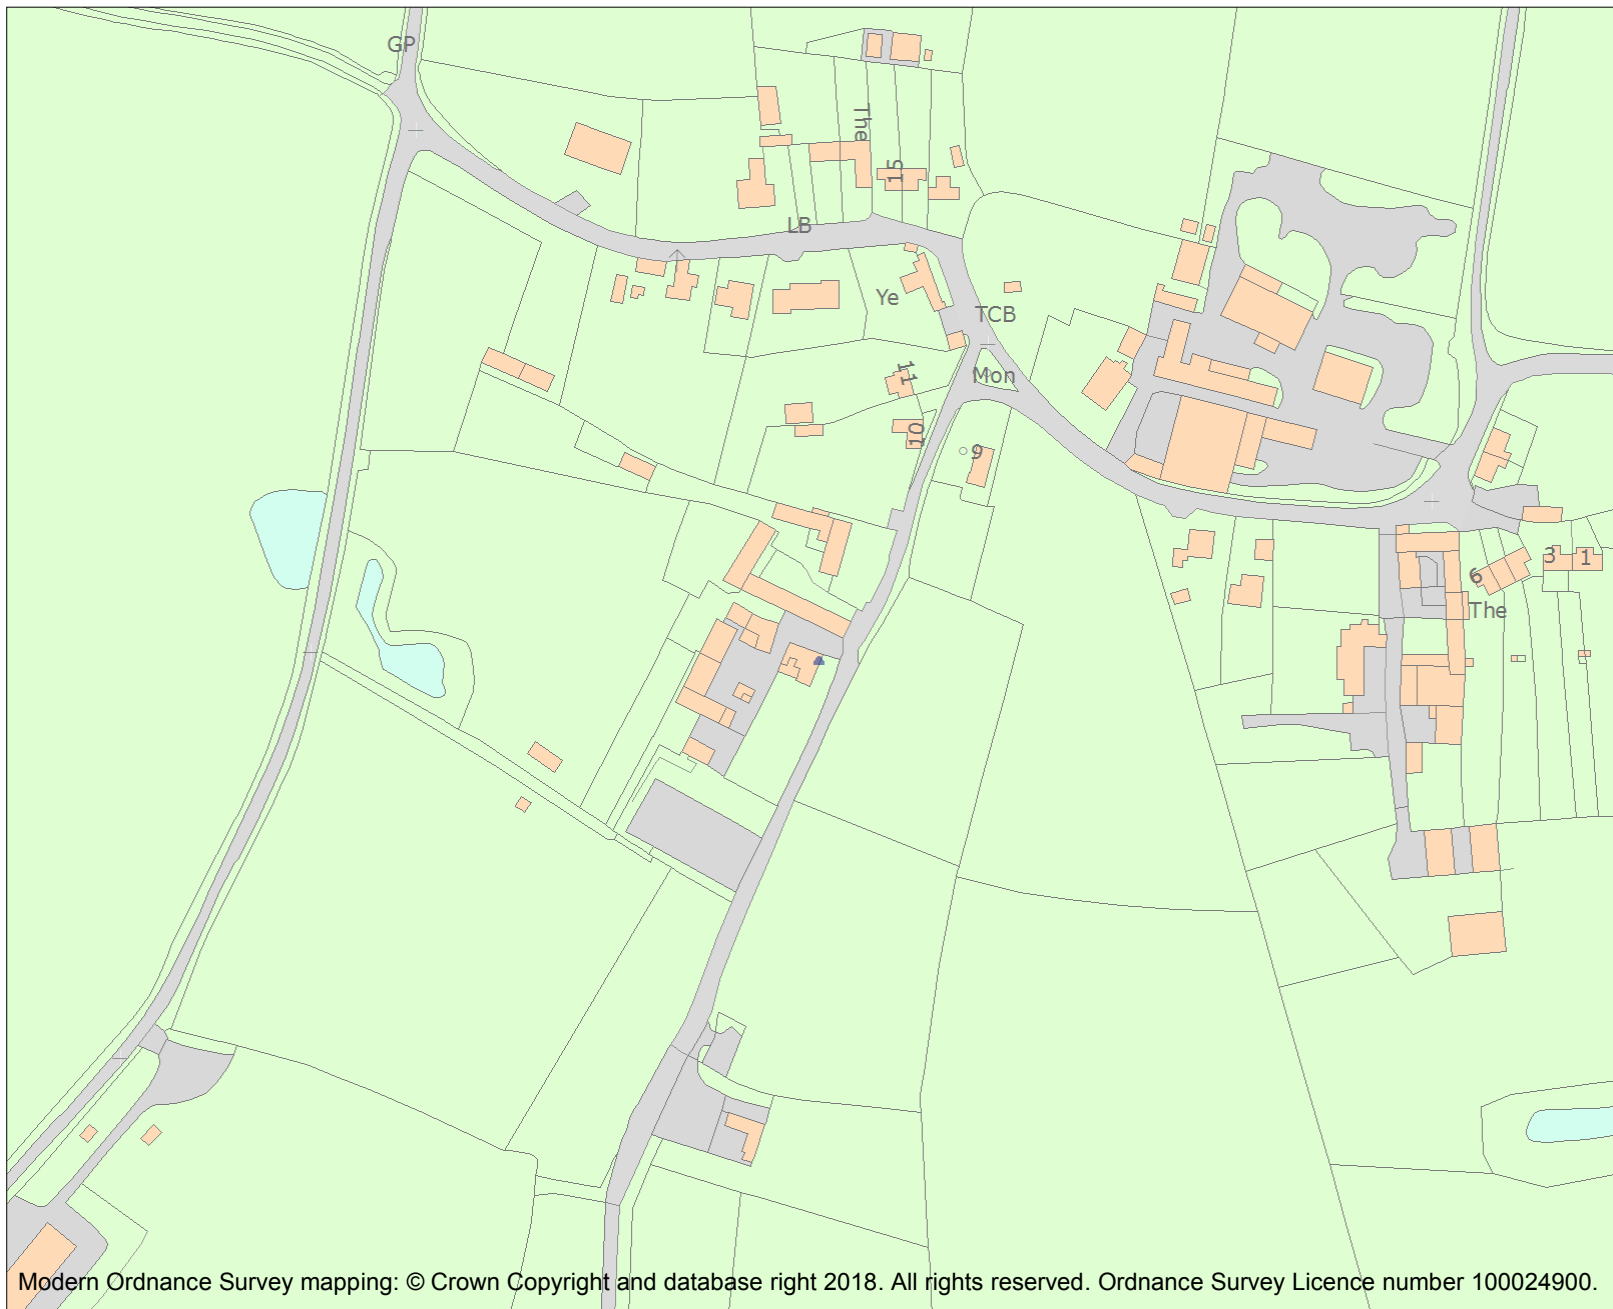 GP
The
15
LB
Ye
TCB
Mon
11
10
9
3
1
6
The
Modern Ordnance Survey mapping: © Crown Copyright and database right 2018. All rights reserved. Ordnance Survey Licence number 100024900.